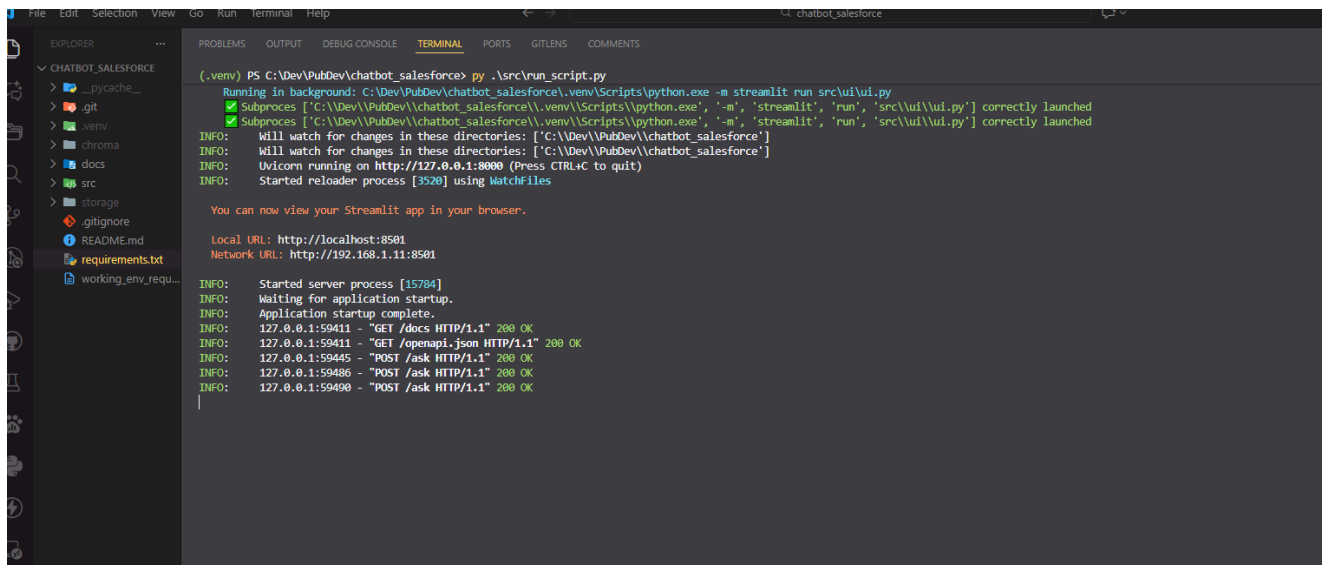 File Edit Selection View Go Run Terminal Help
chatbot_salesforce
EXPLORER ...
CHATBOT_SALESFORCE
__pycache__
.git
.venv
chroma
docs
src
storage
.gitignore
README.md
requirements.txt
working_env_requ...
PROBLEMS OUTPUT DEBUG CONSOLE TERMINAL PORTS GITLENS COMMENTS
(.venv) PS C:\Dev\PubDev\chatbot_salesforce> py .\src\run_script.py
Running in background: C:\Dev\PubDev\chatbot_salesforce\.venv\Scripts\python.exe -m streamlit run src\ui\ui.py
✅ Subproces ['C:\\Dev\\PubDev\\chatbot_salesforce\\.venv\\Scripts\\python.exe', '-m', 'streamlit', 'run', 'src\\ui\\ui.py'] correctly launched
✅ Subproces ['C:\\Dev\\PubDev\\chatbot_salesforce\\.venv\\Scripts\\python.exe', '-m', 'streamlit', 'run', 'src\\ui\\ui.py'] correctly launched
INFO: Will watch for changes in these directories: ['C:\\Dev\\PubDev\\chatbot_salesforce']
INFO: Will watch for changes in these directories: ['C:\\Dev\\PubDev\\chatbot_salesforce']
INFO: Uvicorn running on http://127.0.0.1:8000 (Press CTRL+C to quit)
INFO: Started reloader process [3520] using WatchFiles
You can now view your Streamlit app in your browser.
Local URL: http://localhost:8501
Network URL: http://192.168.1.11:8501
INFO: Started server process [15784]
INFO: Waiting for application startup.
INFO: Application startup complete.
INFO: 127.0.0.1:59411 - "GET /docs HTTP/1.1" 200 OK
INFO: 127.0.0.1:59411 - "GET /openapi.json HTTP/1.1" 200 OK
INFO: 127.0.0.1:59445 - "POST /ask HTTP/1.1" 200 OK
INFO: 127.0.0.1:59486 - "POST /ask HTTP/1.1" 200 OK
INFO: 127.0.0.1:59490 - "POST /ask HTTP/1.1" 200 OK